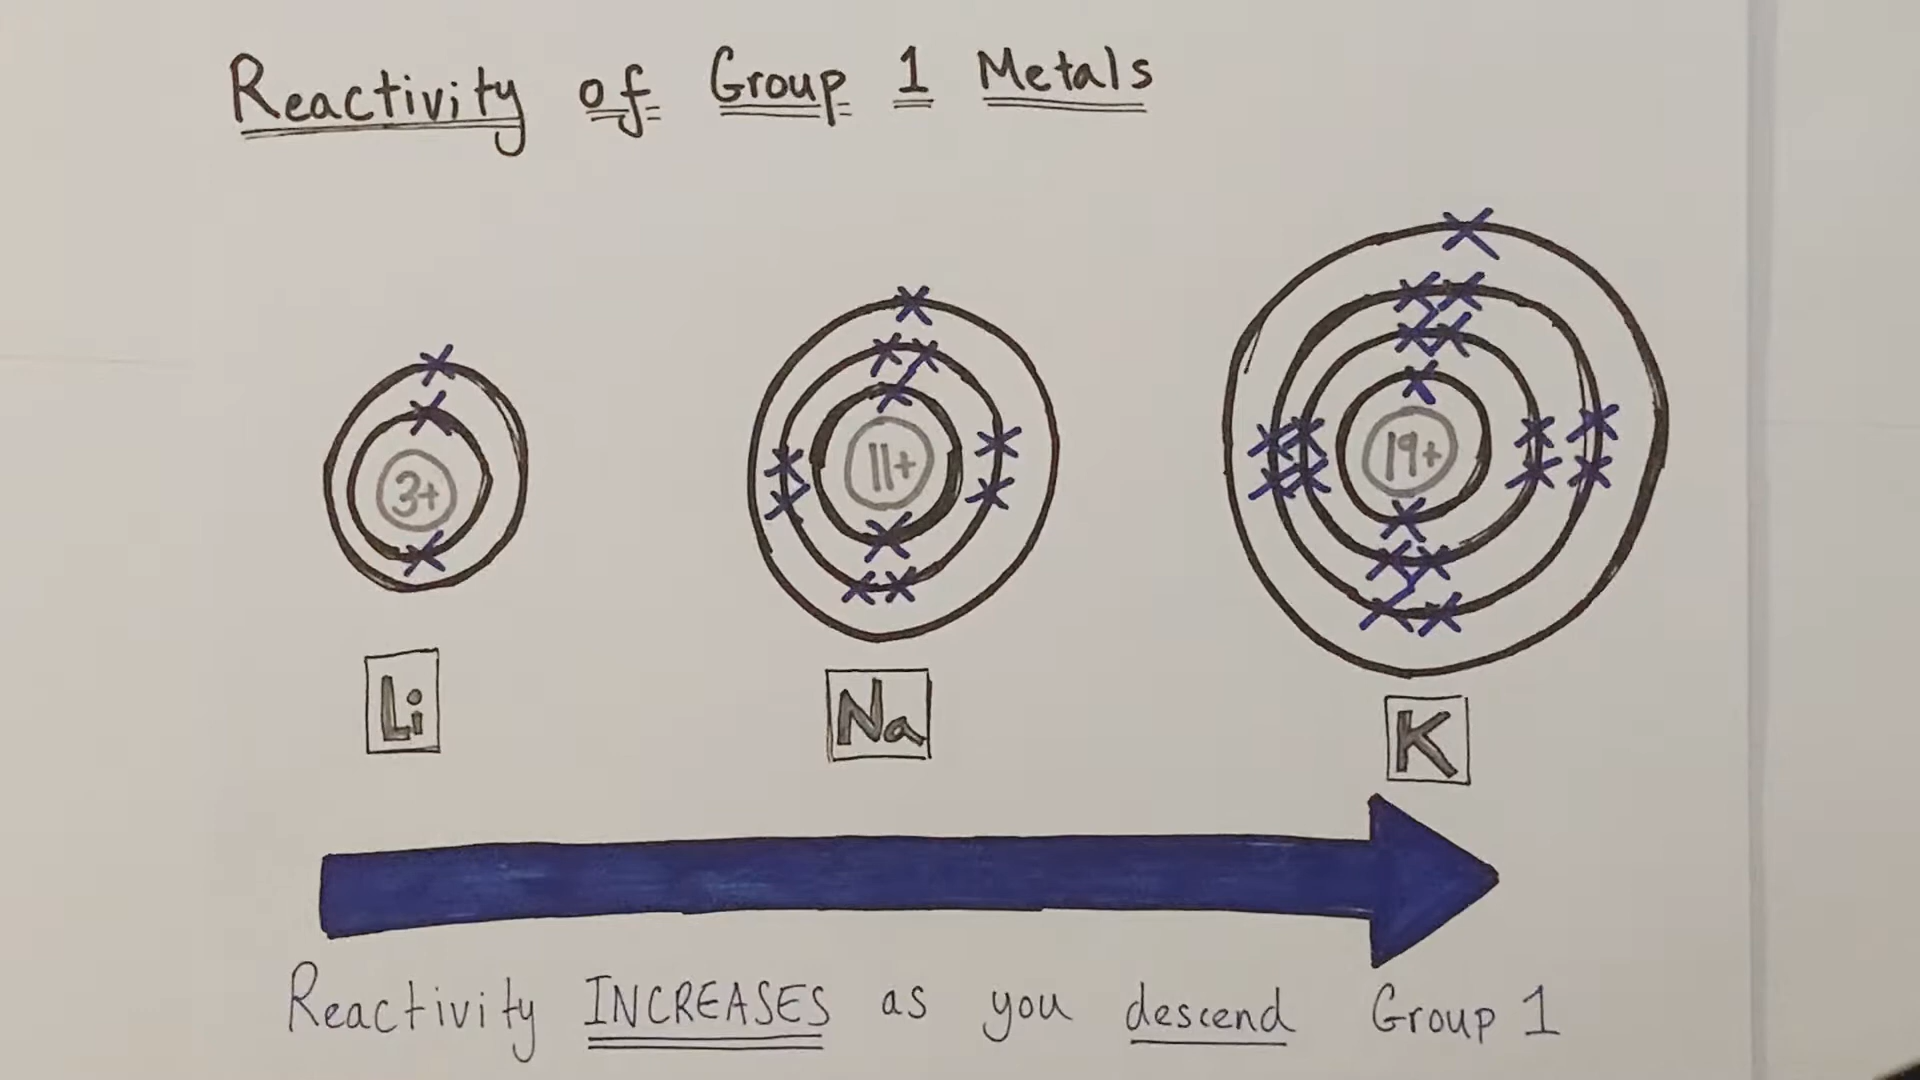 Reactivity of Group 1 Metals
3+ 11+ 19+
Li Na K
Reactivity INCREASES as you descend Group 1